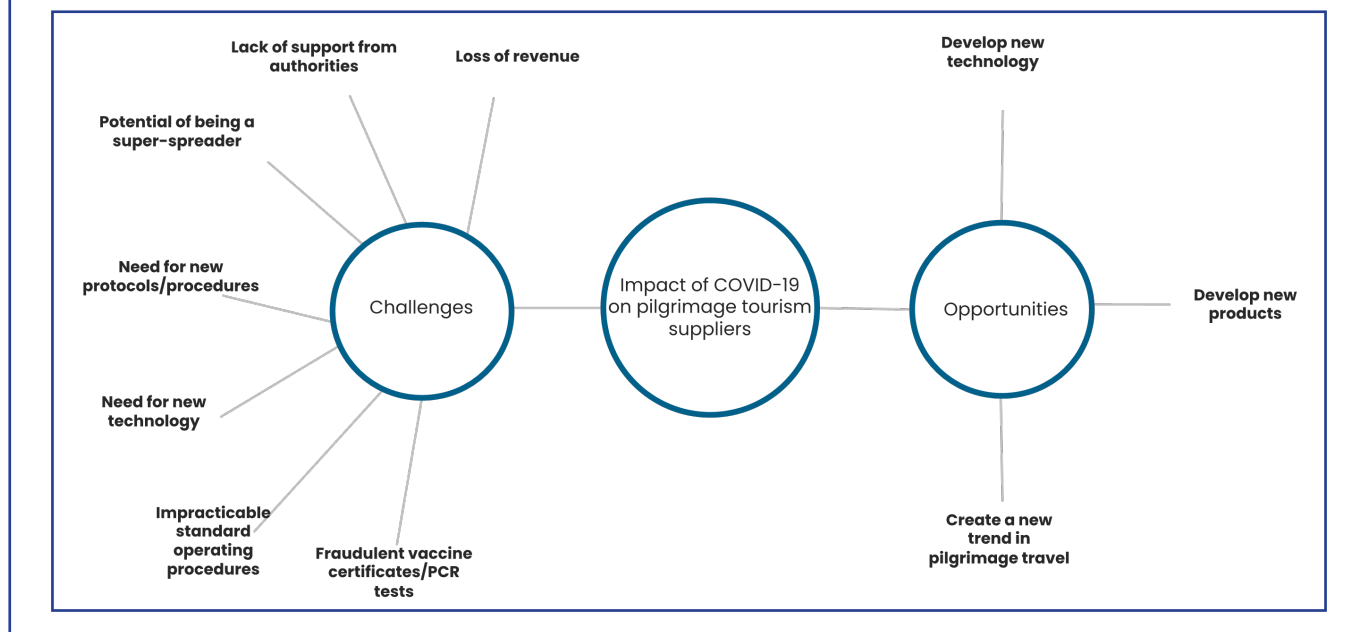 Lack of support from
authorities
Loss of revenue
Potential of being a
super-spreader
Need for new
protocols/procedures
Need for new
technology
Impracticable
standard
operating
procedures
Fraudulent vaccine
certificates/PCR
tests
Challenges
Impact of COVID-19
on pilgrimage tourism
suppliers
Opportunities
Develop new
technology
Develop new
products
Create a new
trend in
pilgrimage travel